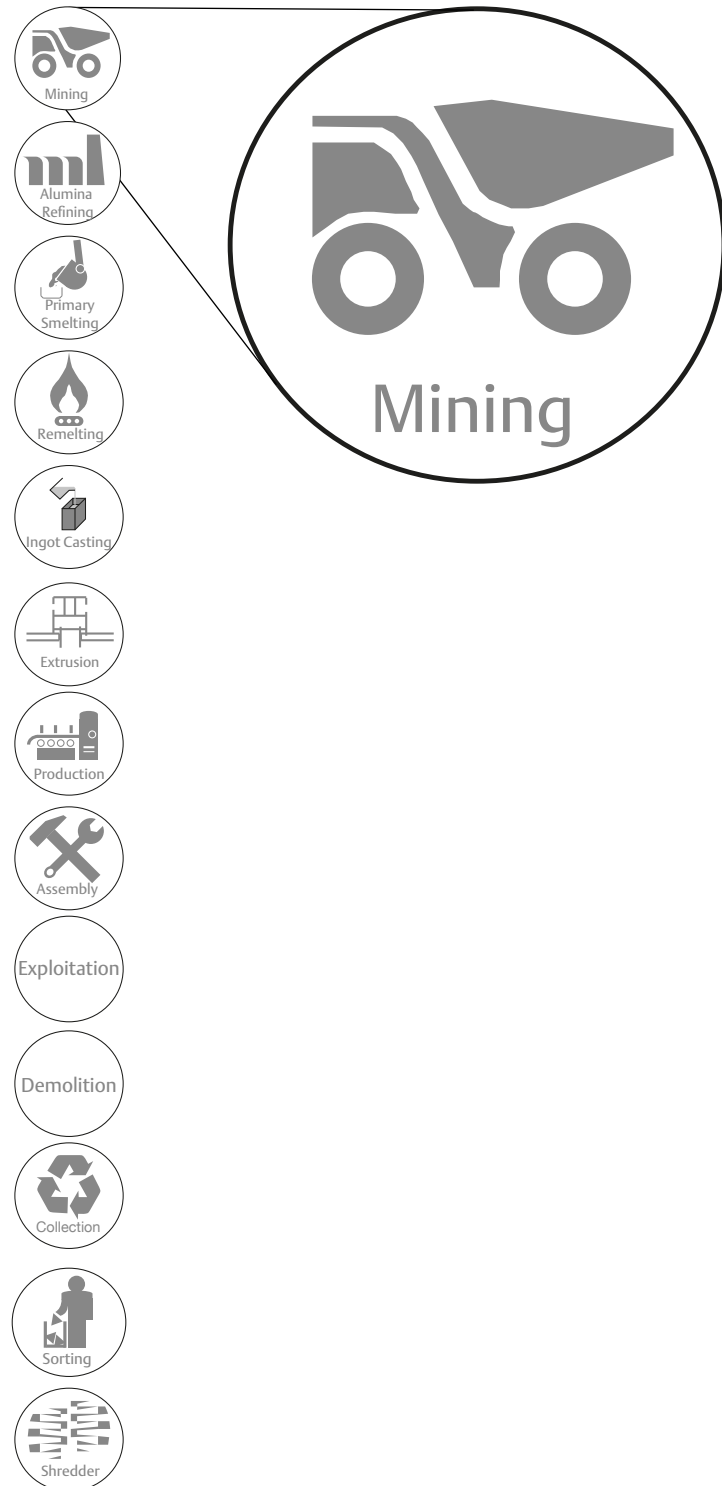 Mining
Mining
Alumina
Refining
Primary
Smelting
Remelting
Ingot Casting
Extrusion
Production
Assembly
Exploitation
Demolition
Collection
Sorting
Shredder